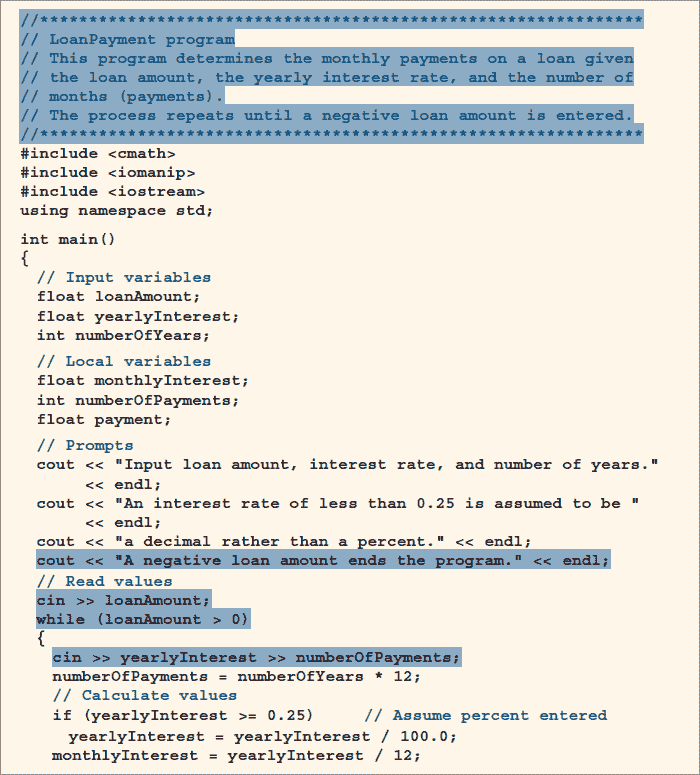 //**************************************************************
// LoanPayment program
// This program determines the monthly payments on a loan given
// the loan amount, the yearly interest rate, and the number of
// months (payments).
// The process repeats until a negative loan amount is entered.
//**************************************************************
#include <cmath>
#include <iomanip>
#include <iostream>
using namespace std;
int main()
{
  // Input variables
  float loanAmount;
  float yearlyInterest;
  int numberOfYears;
  // Local variables
  float monthlyInterest;
  int numberOfPayments;
  float payment;
  // Prompts
  cout << "Input loan amount, interest rate, and number of years."
       << endl;
  cout << "An interest rate of less than 0.25 is assumed to be "
       << endl;
  cout << "a decimal rather than a percent." << endl;
  cout << "A negative loan amount ends the program." << endl;
  // Read values
  cin >> loanAmount;
  while (loanAmount > 0)
  {
    cin >> yearlyInterest >> numberOfPayments;
    numberOfPayments = numberOfYears * 12;
    // Calculate values
    if (yearlyInterest >= 0.25)     // Assume percent entered
      yearlyInterest = yearlyInterest / 100.0;
    monthlyInterest = yearlyInterest / 12;